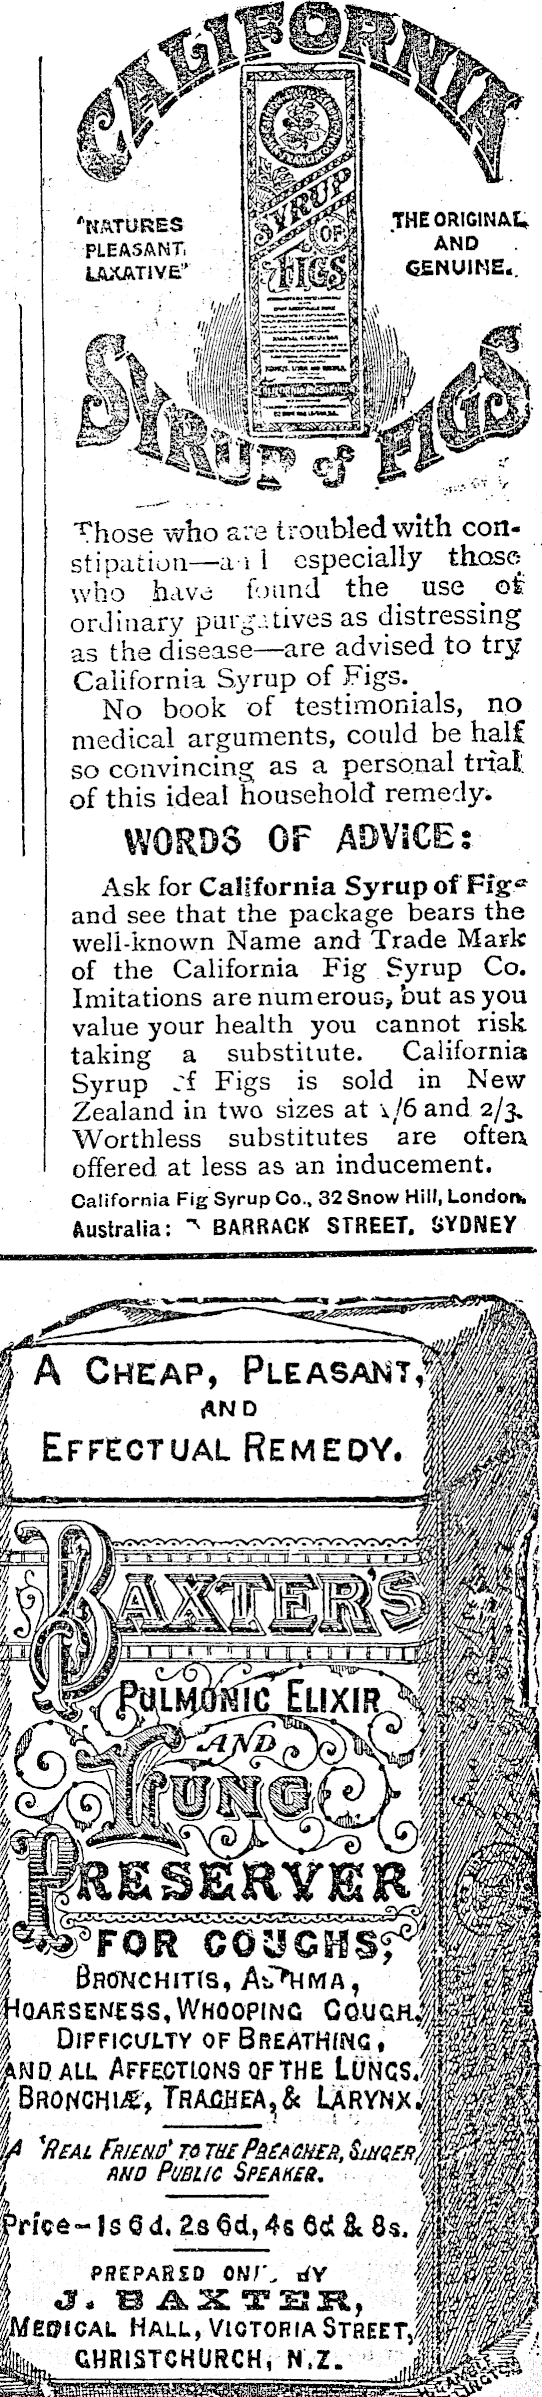 CALIFORNIA
"NATURES
PLEASANT
LAXATIVE"
THE ORIGINAL
AND
GENUINE.
SYRUP
OF
FIGS
SYRUP of FIGS
Those who are troubled with con-
stipation—and especially those
who have found the use of
ordinary purgatives as distressing
as the disease—are advised to try
California Syrup of Figs.
No book of testimonials, no
medical arguments, could be half
so convincing as a personal trial
of this ideal household remedy.
WORDS OF ADVICE:
Ask for California Syrup of Figs
and see that the package bears the
well-known Name and Trade Mark
of the California Fig Syrup Co.
Imitations are numerous, but as you
value your health you cannot risk
taking a substitute. California
Syrup of Figs is sold in New
Zealand in two sizes at 1/6 and 2/3.
Worthless substitutes are often
offered at less as an inducement.
California Fig Syrup Co., 32 Snow Hill, London.
Australia: BARRACK STREET, SYDNEY
A CHEAP, PLEASANT,
AND
EFFECTUAL REMEDY.
BAXTER'S
PULMONIC ELIXIR
AND
LUNG
PRESERVER
FOR COUGHS,
BRONCHITIS, ASTHMA,
HOARSENESS, WHOOPING COUGH,
DIFFICULTY OF BREATHING,
AND ALL AFFECTIONS OF THE LUNGS,
BRONCHIÆ, TRACHEA, & LARYNX.
A 'REAL FRIEND' TO THE PREACHER, SINGER,
AND PUBLIC SPEAKER.
Price—1s 6d, 2s 6d, 4s 6d & 8s.
PREPARED ONLY BY
J. BAXTER,
MEDICAL HALL, VICTORIA STREET,
CHRISTCHURCH, N.Z.